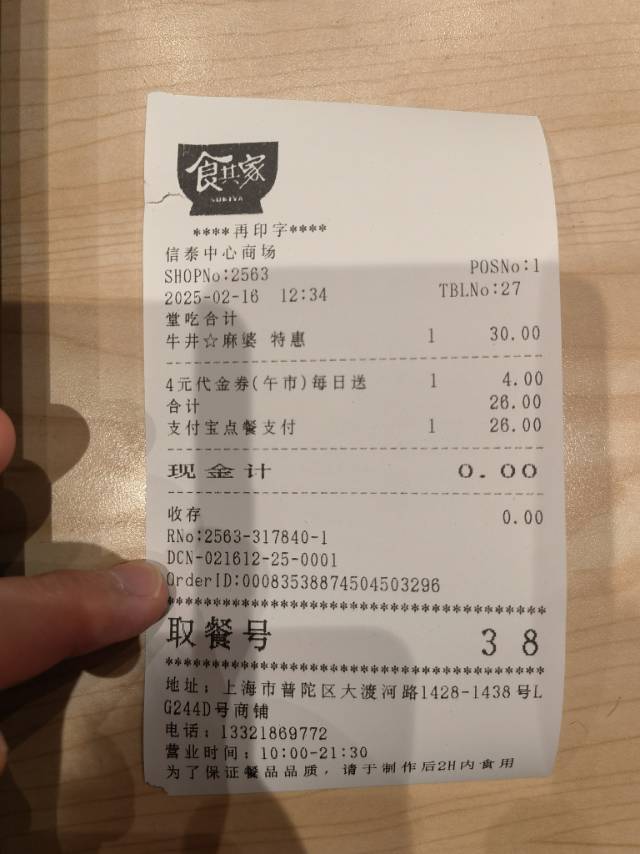 食其家
SUKIYA
****再印字****
信泰中心商场
SHOPNo:2563 POSNo:1
2025-02-16 12:34 TBLNo:27
堂吃合计
牛井☆麻婆 特惠 1 30.00
4元代金券(午市)每日送 1 4.00
合计 26.00
支付宝点餐支付 1 26.00
现金计 0.00
收存 0.00
RNo:2563-317840-1
DCN-021612-25-0001
OrderID:00083538874504503296
取餐号 38
地址：上海市普陀区大渡河路1428-1438号L
G244D号商铺
电话：13321869772
营业时间：10:00-21:30
为了保证餐品品质，请于制作后2H内食用